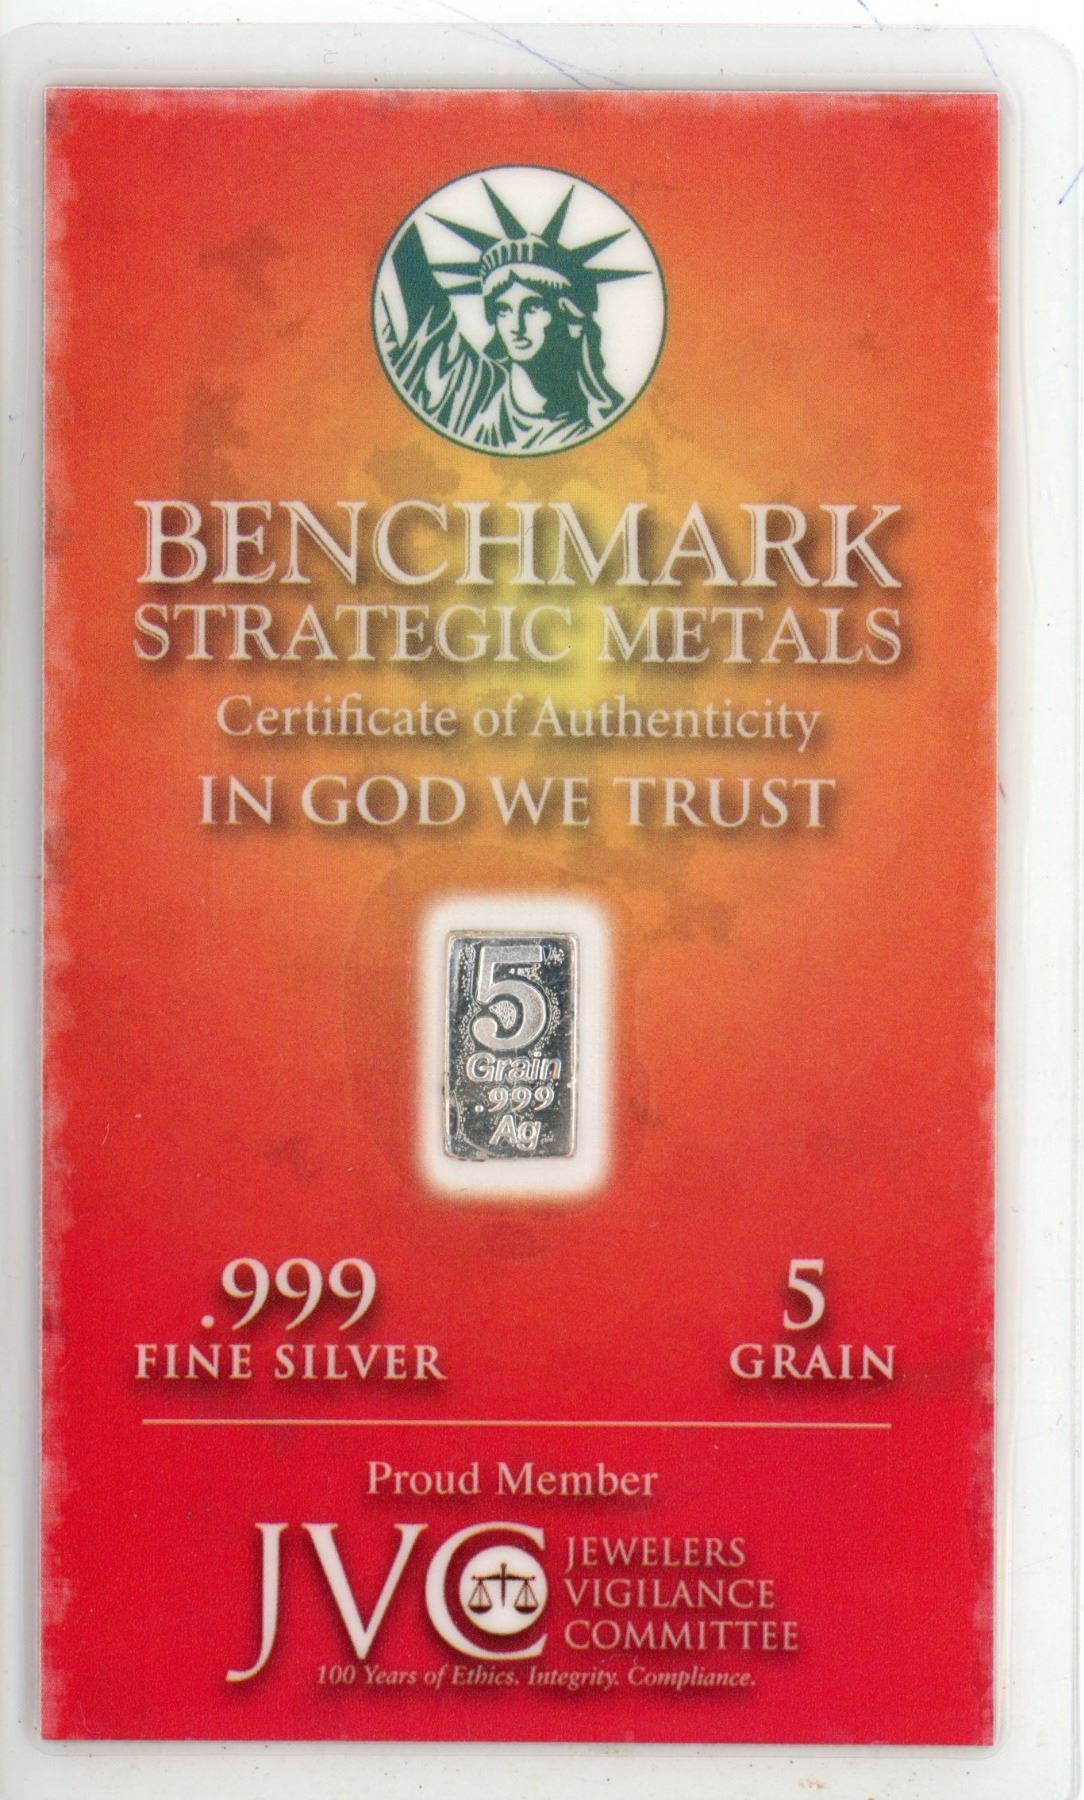 BENCHMARK
STRATEGIC METALS
Certificate of Authenticity
IN GOD WE TRUST
5
Grain
.999
Ag
.999
FINE SILVER
5
GRAIN
Proud Member
JVC
JEWELERS
VIGILANCE
COMMITTEE
100 Years of Ethics. Integrity. Compliance.